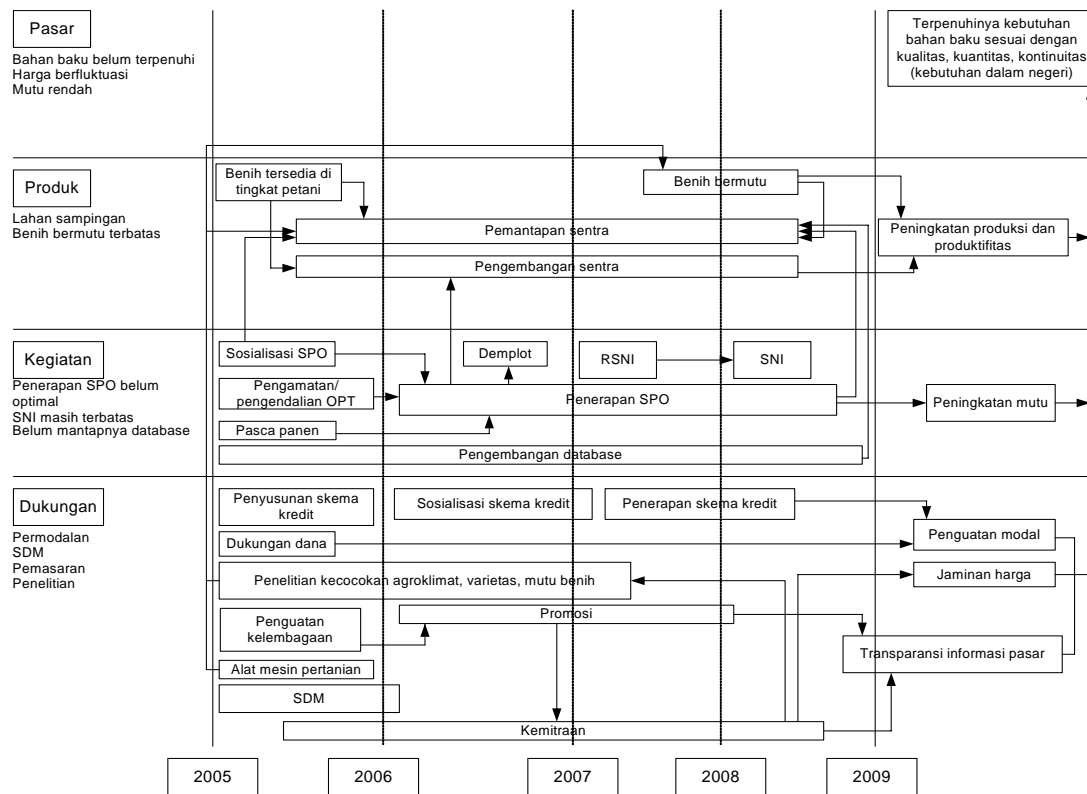 Pasar
Bahan baku belum terpenuhi
Harga berfluktuasi
Mutu rendah
Terpenuhinya kebutuhan
bahan baku sesuai dengan
kualitas, kuantitas, kontinuitas
(kebutuhan dalam negeri)
Produk
Lahan sampingan
Benih bermutu terbatas
Benih tersedia di
tingkat petani
Benih bermutu
Pemantapan sentra
Peningkatan produksi dan
produktifitas
Pengembangan sentra
Kegiatan
Penerapan SPO belum
optimal
SNI masih terbatas
Belum mantapnya database
Sosialisasi SPO
Demplot
RSNI
SNI
Pengamatan/
pengendalian OPT
Penerapan SPO
Peningkatan mutu
Pasca panen
Pengembangan database
Dukungan
Permodalan
SDM
Pemasaran
Penelitian
Penyusunan skema
kredit
Sosialisasi skema kredit
Penerapan skema kredit
Dukungan dana
Penguatan modal
Penelitian kecocokan agroklimat, varietas, mutu benih
Jaminan harga
Penguatan
kelembagaan
Promosi
Transparansi informasi pasar
Alat mesin pertanian
SDM
Kemitraan
2005
2006
2007
2008
2009